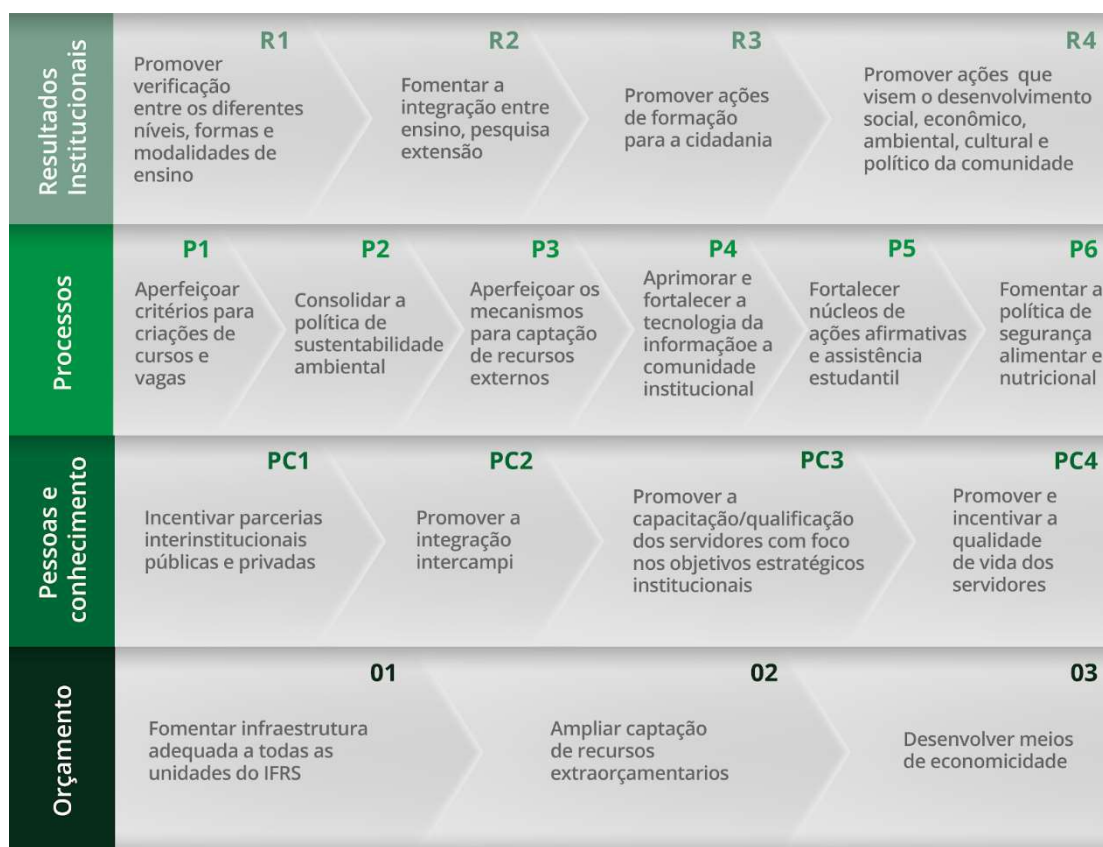 Resultados
Institucionais
R1
Promover
verificação
entre os diferentes
níveis, formas e
modalidades de
ensino
R2
Fomentar a
integração entre
ensino, pesquisa
extensão
R3
Promover ações
de formação
para a cidadania
R4
Promover ações que
visem o desenvolvimento
social, econômico,
ambiental, cultural e
político da comunidade
Processos
P1
Aperfeiçoar
critérios para
criações de
cursos e
vagas
P2
Consolidar a
política de
sustentabilidade
ambiental
P3
Aperfeiçoar os
mecanismos
para captação
de recursos
externos
P4
Aprimorar e
fortalecer a
tecnologia da
informaçãoe a
comunidade
institucional
P5
Fortalecer
núcleos de
ações afirmativas
e assistência
estudantil
P6
Fomentar a
política de
segurança
alimentar e
nutricional
Pessoas e
conhecimento
PC1
Incentivar parcerias
interinstitucionais
públicas e privadas
PC2
Promover a
integração
intercampi
PC3
Promover a
capacitação/qualificação
dos servidores com foco
nos objetivos estratégicos
institucionais
PC4
Promover e
incentivar a
qualidade
de vida dos
servidores
Orçamento
01
Fomentar infraestrutura
adequada a todas as
unidades do IFRS
02
Ampliar captação
de recursos
extraorçamentarios
03
Desenvolver meios
de economicidade